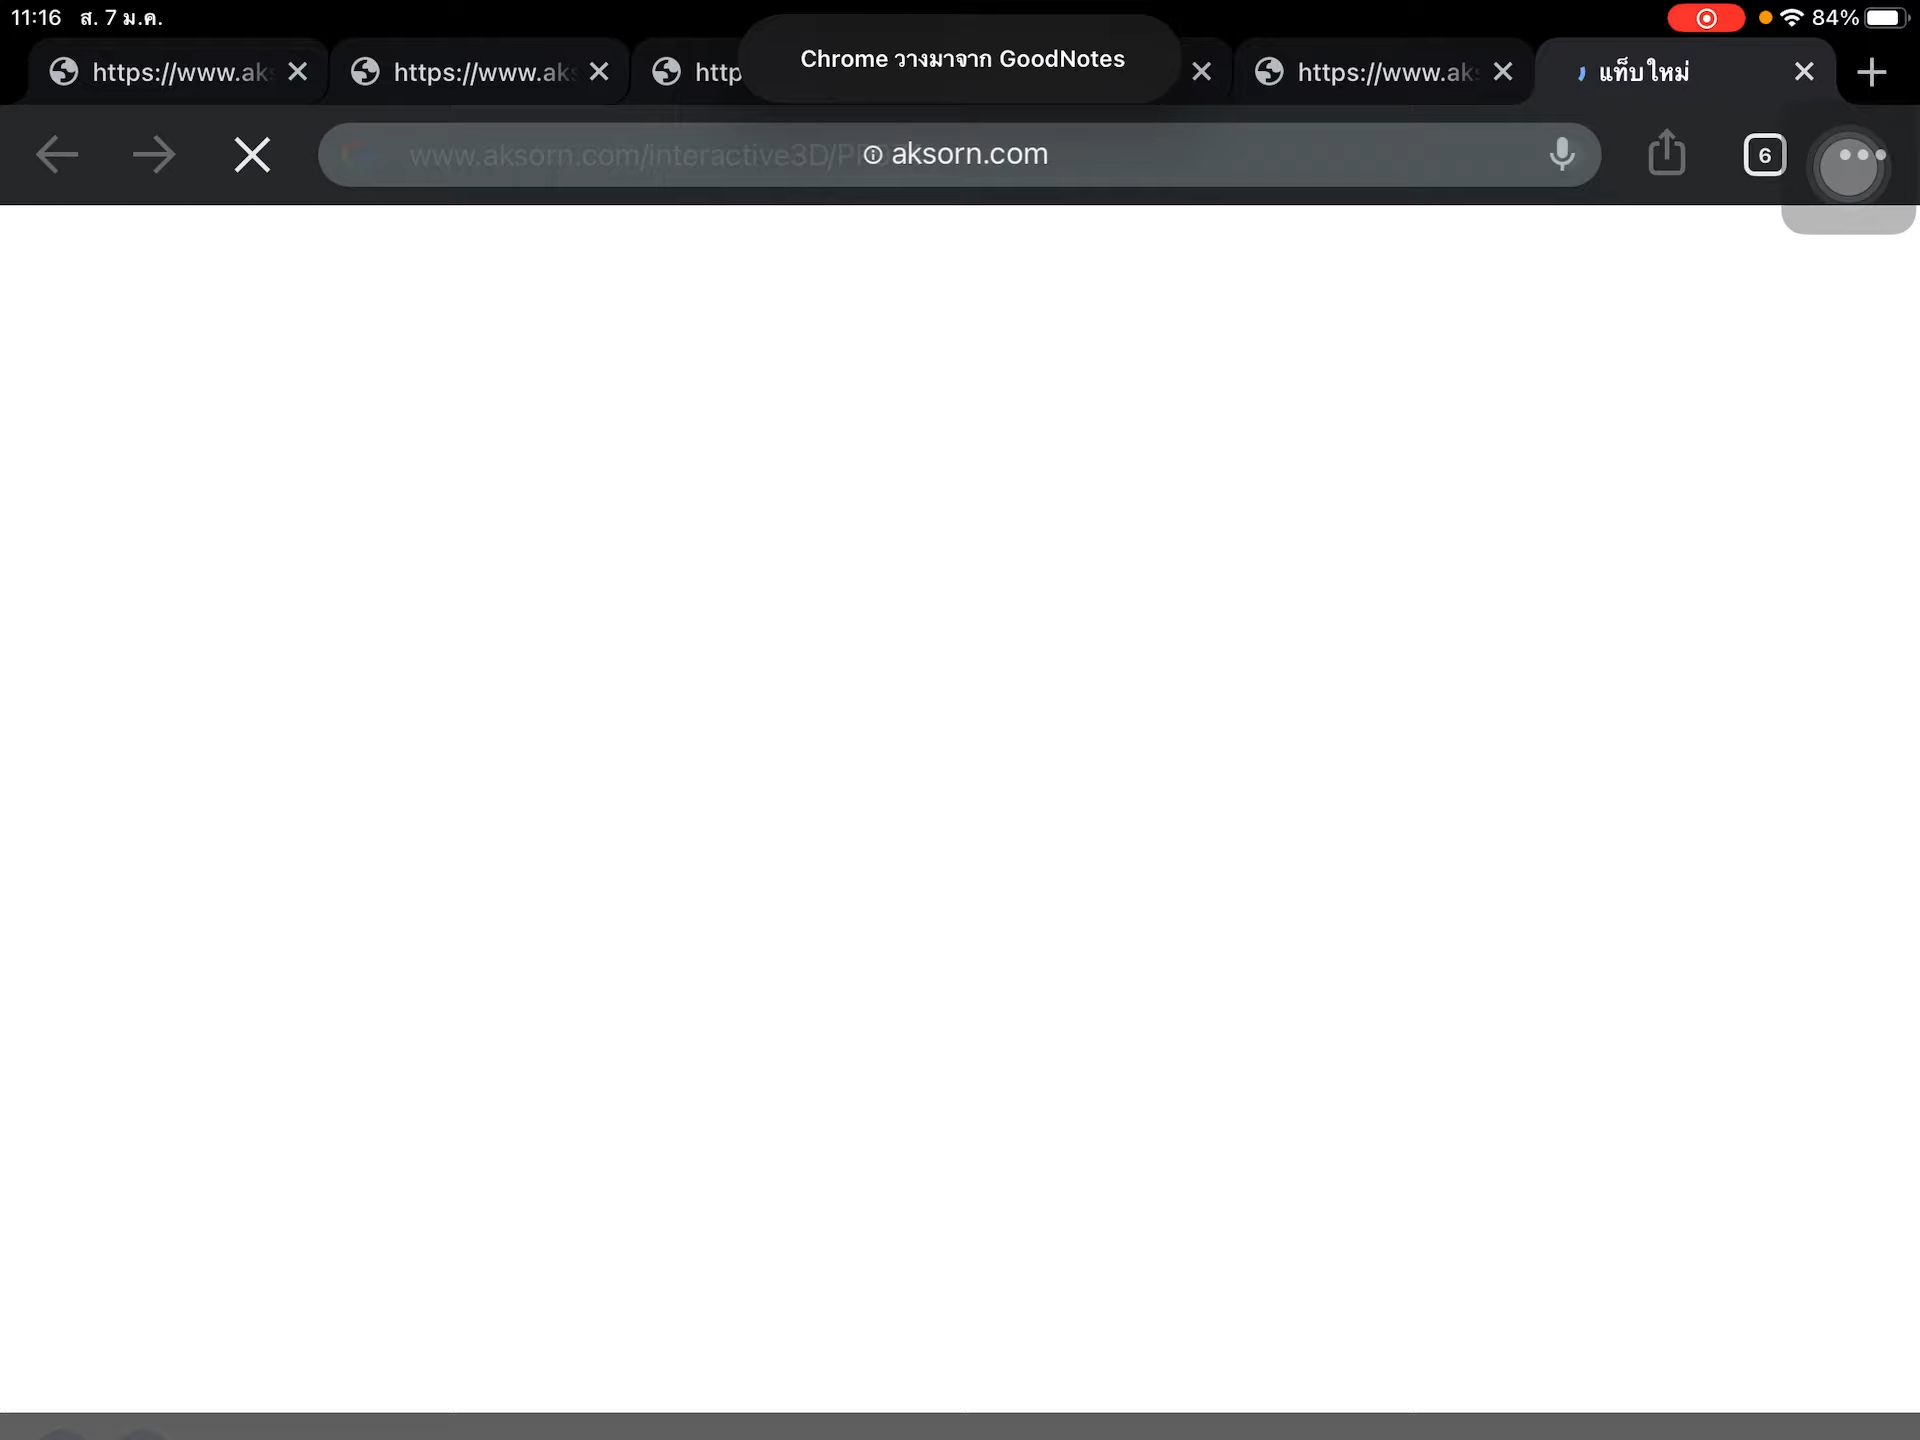 11:16 ส. 7 ม.ค. 84%
https://www.ak https://www.ak http Chrome วางมาจาก GoodNotes https://www.ak แท็บใหม่
www.aksorn.com/interactive3D/ aksorn.com 6